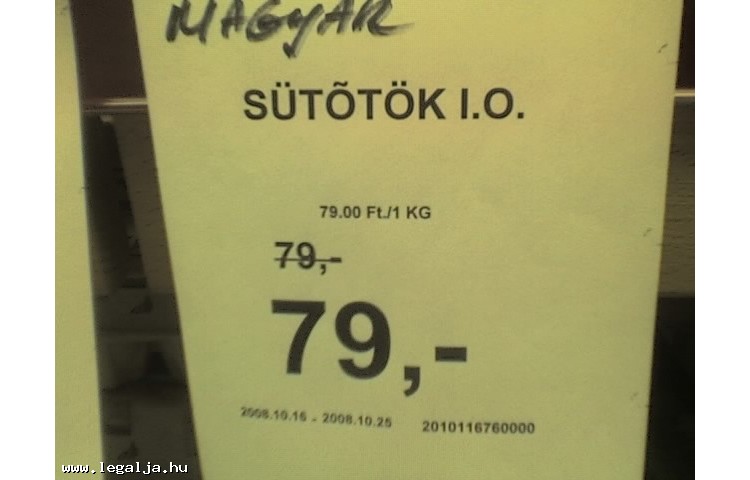 MAGYAR
SÜTÕTÖK I.O.
79.00 Ft./1 KG
79,-
79,-
2008.10.16 - 2008.10.25 2010116760000
www.legalja.hu